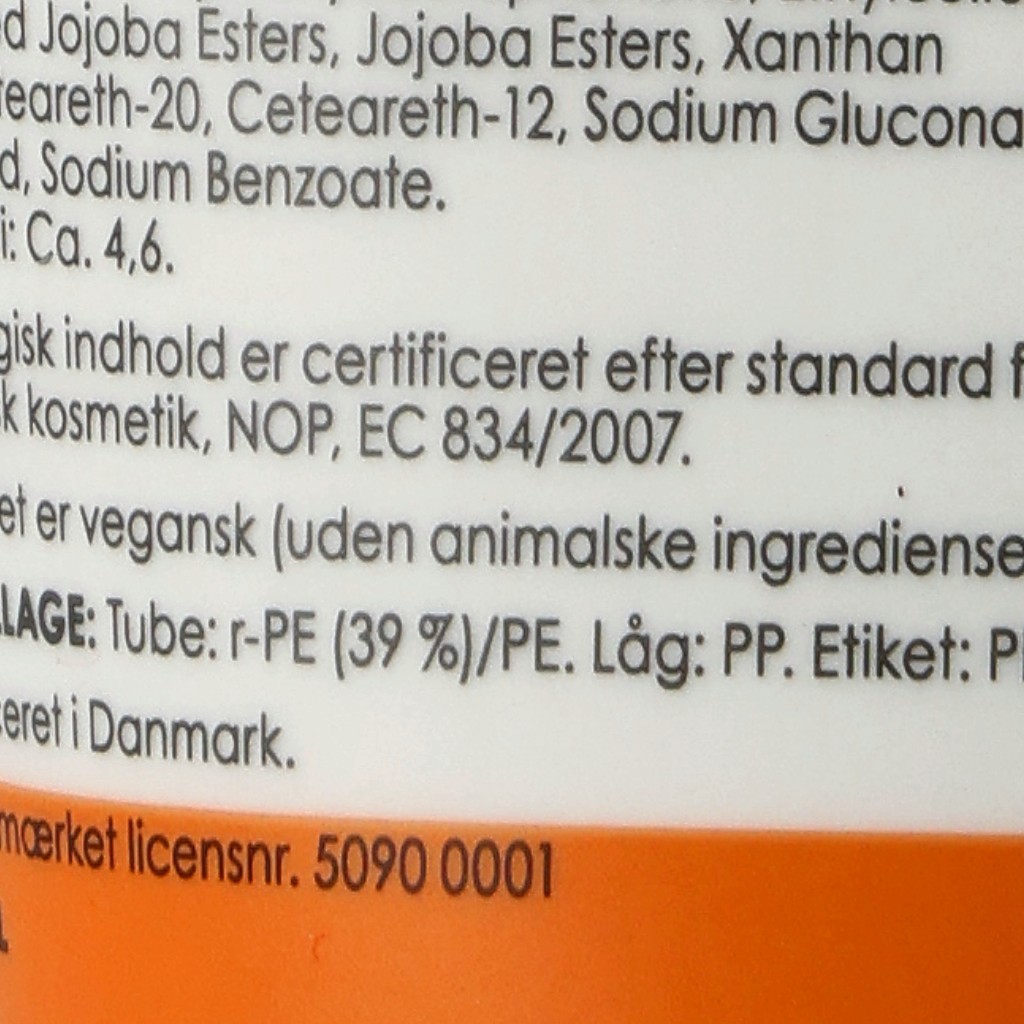 d Jojoba Esters, Jojoba Esters, Xanthan
eareth-20, Ceteareth-12, Sodium Glucona
d, Sodium Benzoate.
i: Ca. 4,6.
gisk indhold er certificeret efter standard f
k kosmetik, NOP, EC 834/2007.
et er vegansk (uden animalske ingrediense
LAGE: Tube: r-PE (39 %)/PE. Låg: PP. Etiket: P
eret i Danmark.
mærket licensnr. 5090 0001